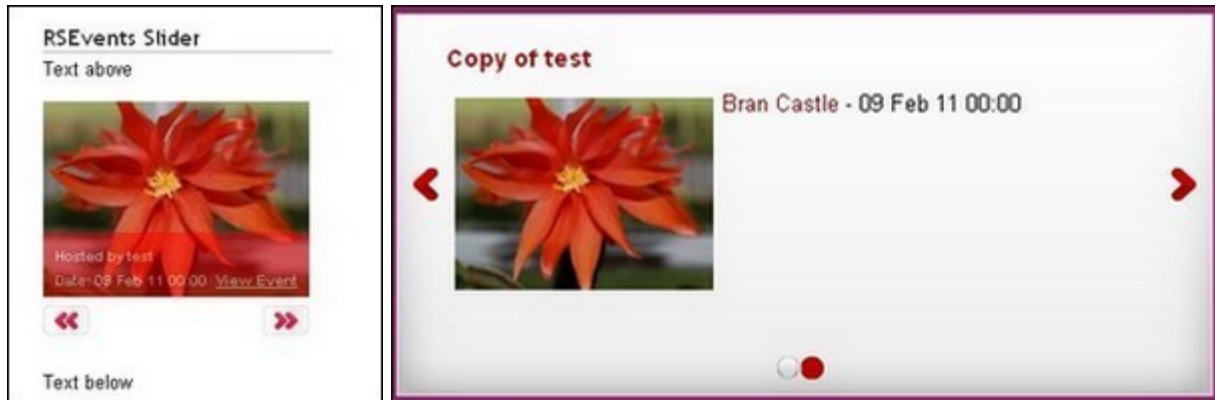 RSEvents Slider
Text above
Hosted by test
Date: 09 Feb 11 00:00 View Event
Text below
Copy of test
Bran Castle - 09 Feb 11 00:00